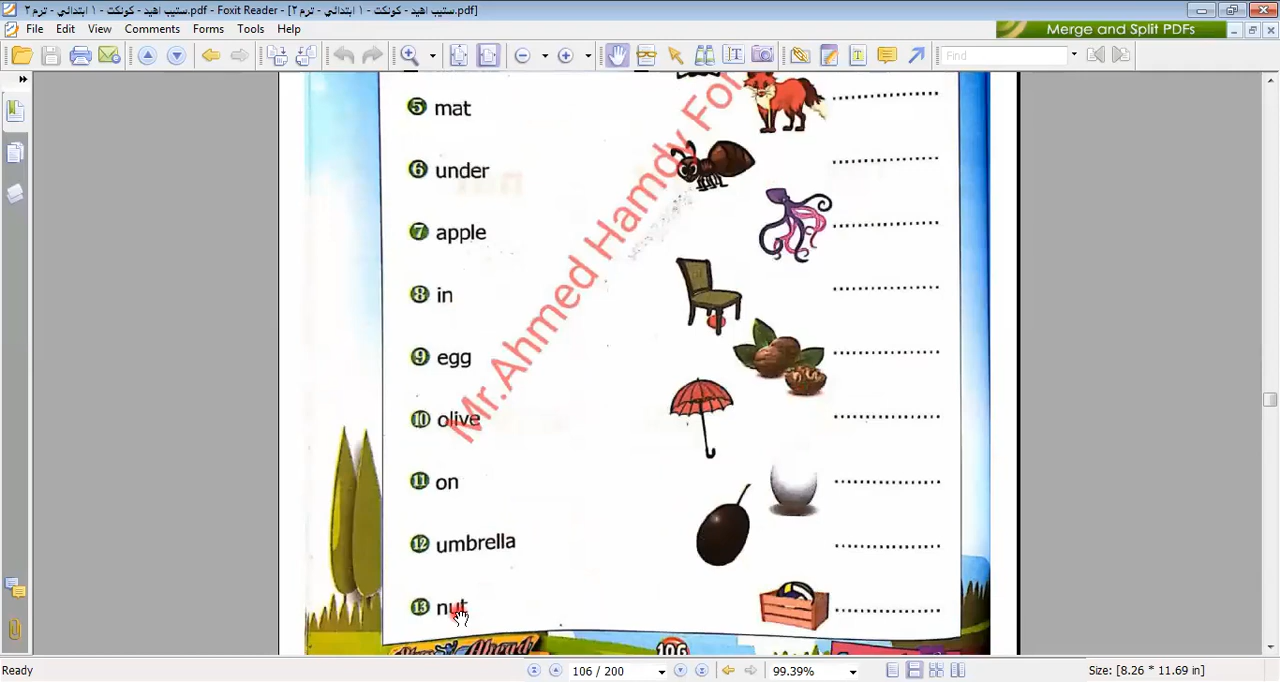 ستيب اهيد - كونكت - ١ ابتدائي - ترم ٢.pdf - Foxit Reader - [ستيب اهيد - كونكت - ١ ابتدائي - ترم ٢.pdf]
File Edit View Comments Forms Tools Help
Merge and Split PDFs
Find
5 mat
6 under
7 apple
8 in
9 egg
10 olive
11 on
12 umbrella
13 nut
Mr.Ahmed Hamdy For
106
Ready
106 / 200
99.39%
Size: [8.26 * 11.69 IN]